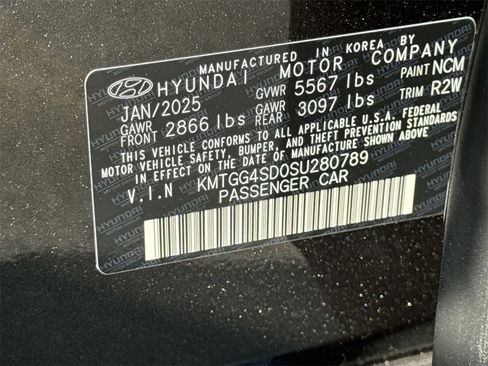 MANUFACTURED IN KOREA BY
HYUNDAI MOTOR COMPANY
JAN/2025 GVWR 5567 lbs PAINT NCM
GAWR FRONT 2866 lbs GAWR REAR 3097 lbs TRIM R2W
THIS VEHICLE CONFORMS TO ALL APPLICABLE U.S.A. FEDERAL
MOTOR VEHICLE SAFETY, BUMPER, AND THEFT PREVENTION STANDARDS
IN EFFECT ON THE DATE OF MANUFACTURE SHOWN ABOVE.
V.I.N KMTGG4SD0SU280789
PASSENGER CAR